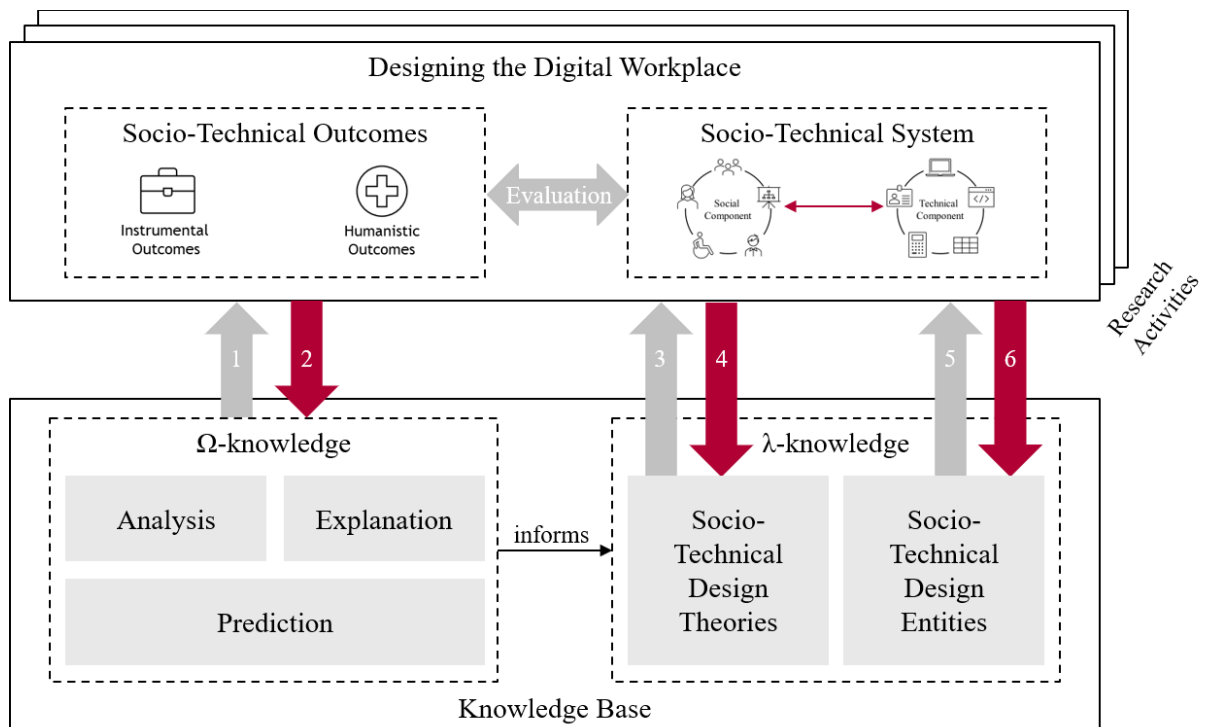 Designing the Digital Workplace
Socio-Technical Outcomes
Instrumental
Outcomes
Humanistic
Outcomes
Evaluation
Socio-Technical System
Social
Component
Technical
Component
</>
Research
Activities
1
2
3
4
5
6
Ω-knowledge
Analysis
Explanation
Prediction
informs
λ-knowledge
Socio-
Technical
Design
Theories
Socio-
Technical
Design
Entities
Knowledge Base